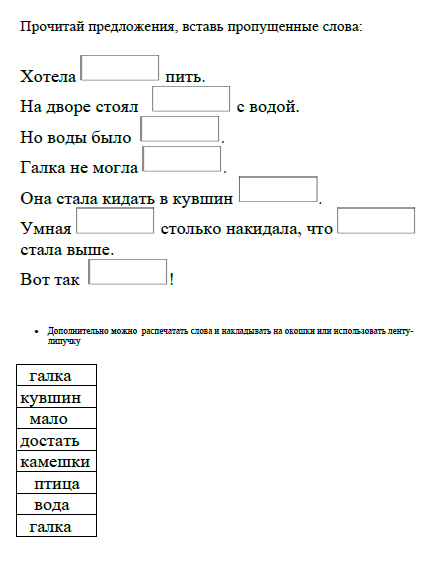 Прочитай предложения, вставь пропущенные слова:
Хотела пить.
На дворе стоял с водой.
Но воды было .
Галка не могла .
Она стала кидать в кувшин .
Умная столько накидала, что
стала выше.
Вот так !
• Дополнительно можно распечатать слова и накладывать на окошки или использовать ленту-
липучку
галка
кувшин
мало
достать
камешки
птица
вода
галка